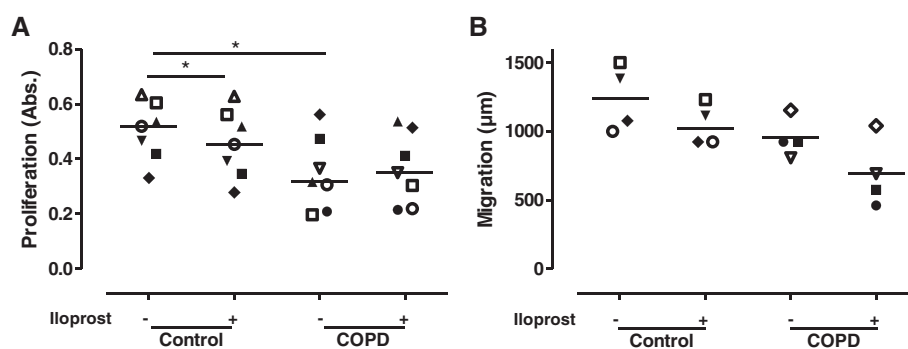 A
*
*
Proliferation (Abs.)
0.8
0.6
0.4
0.2
0.0
Iloprost - + - +
Control COPD
B
Migration (µm)
1500
1000
500
0
Iloprost - + - +
Control COPD